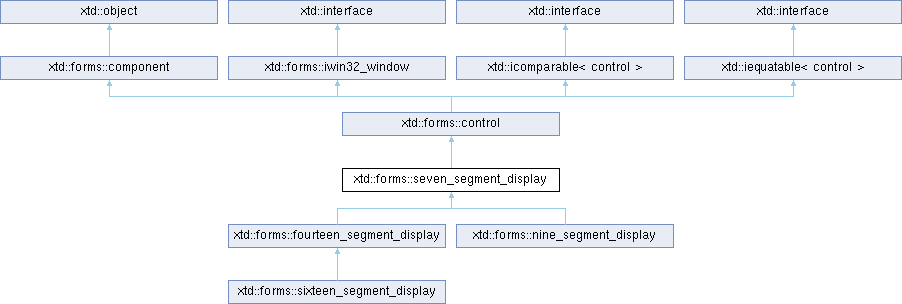 xtd::object
xtd::interface
xtd::interface
xtd::interface
xtd::forms::component
xtd::forms::iwin32_window
xtd::icomparable< control >
xtd::iequatable< control >
xtd::forms::control
xtd::forms::seven_segment_display
xtd::forms::fourteen_segment_display
xtd::forms::nine_segment_display
xtd::forms::sixteen_segment_display